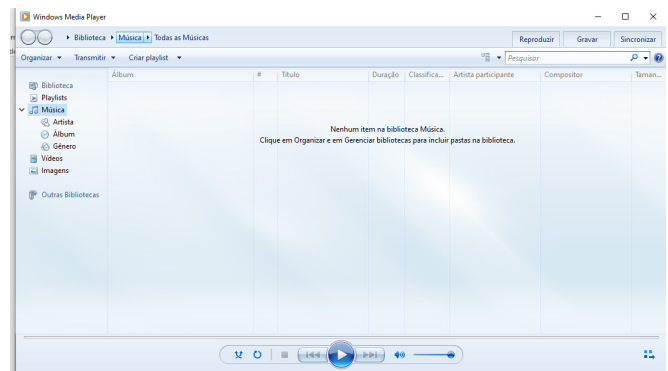 Windows Media Player
Biblioteca Música Todas as Músicas
Reproduzir Gravar Sincronizar
Organizar Transmitir Criar playlist Pesquisar
Álbum # Título Duração Classifica... Artista participante Compositor Taman...
Biblioteca
Playlists
Música
Artista
Álbum
Gênero
Vídeos
Imagens
Outras Bibliotecas
Nenhum item na biblioteca Música.
Clique em Organizar e em Gerenciar bibliotecas para incluir pastas na biblioteca.